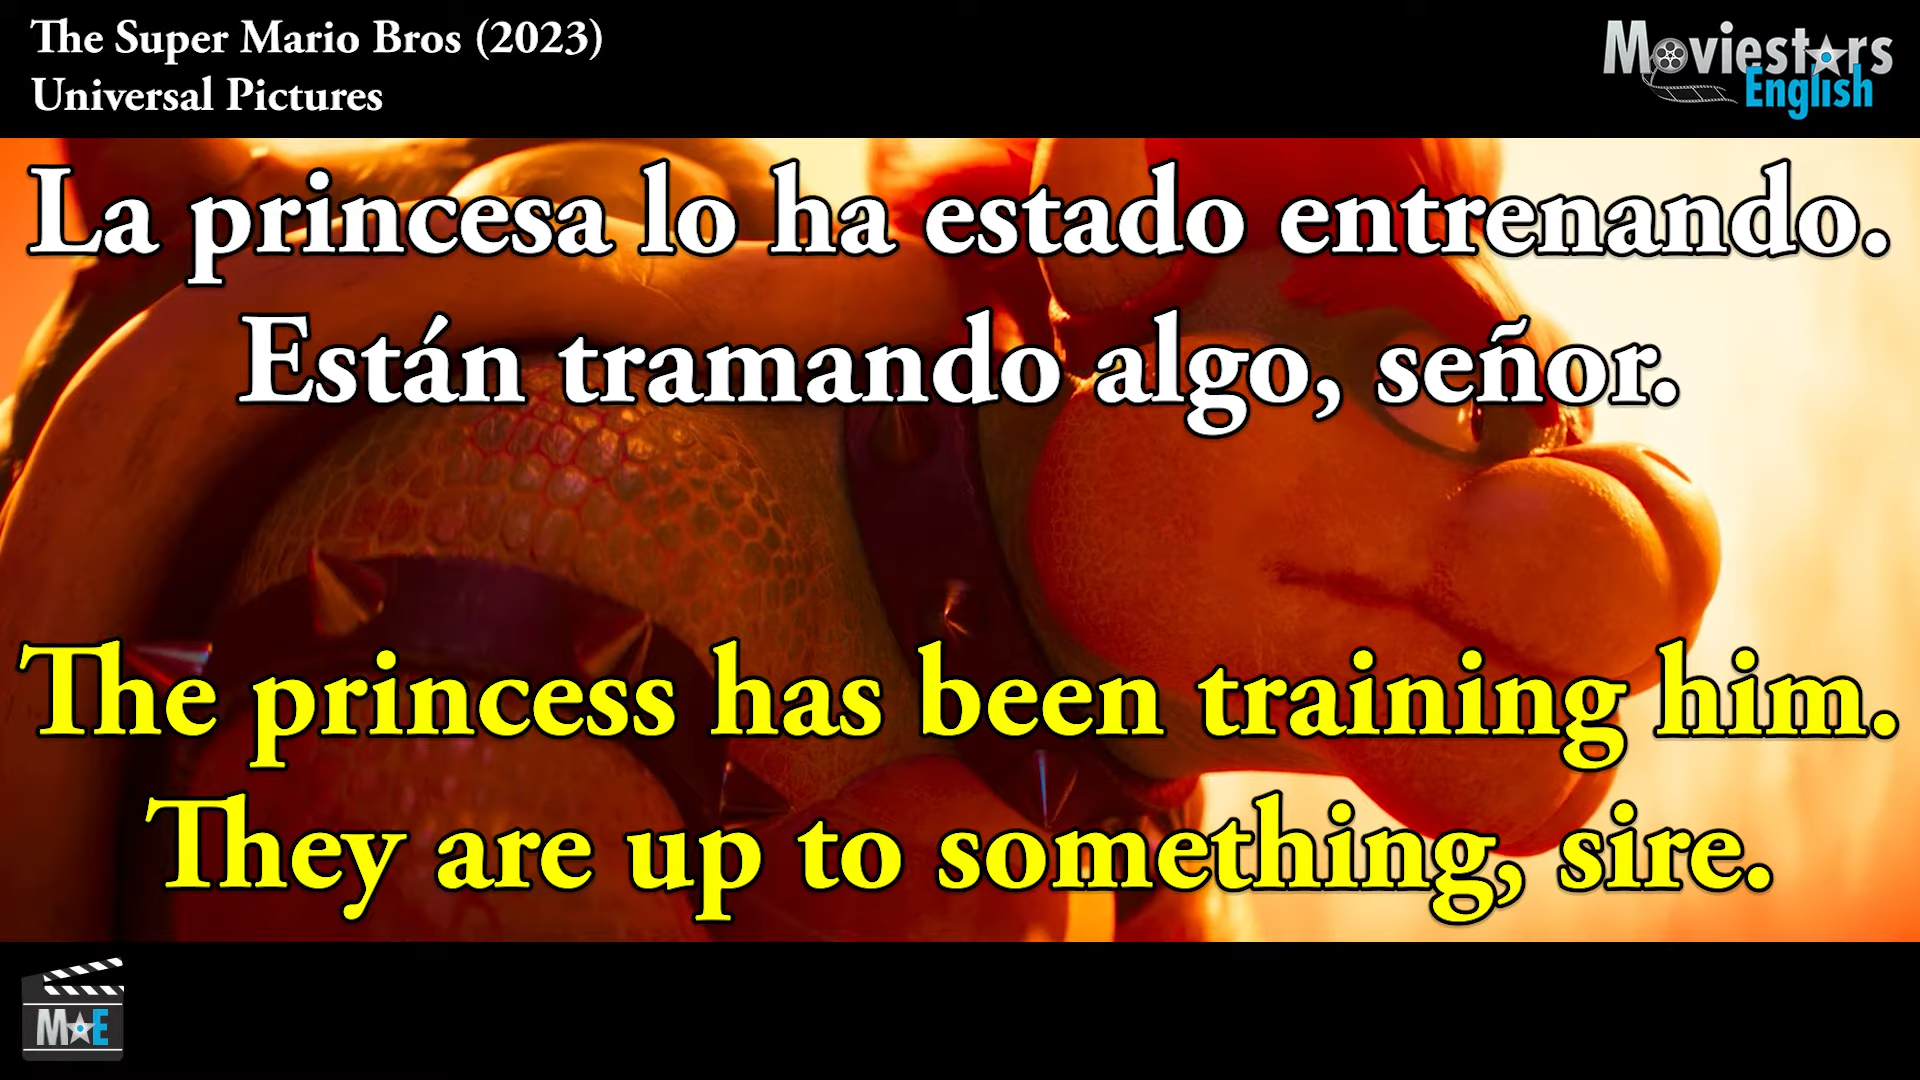 The Super Mario Bros (2023)
Universal Pictures
Moviestars
English
La princesa lo ha estado entrenando.
Están tramando algo, señor.
The princess has been training him.
They are up to something, sire.
M★E